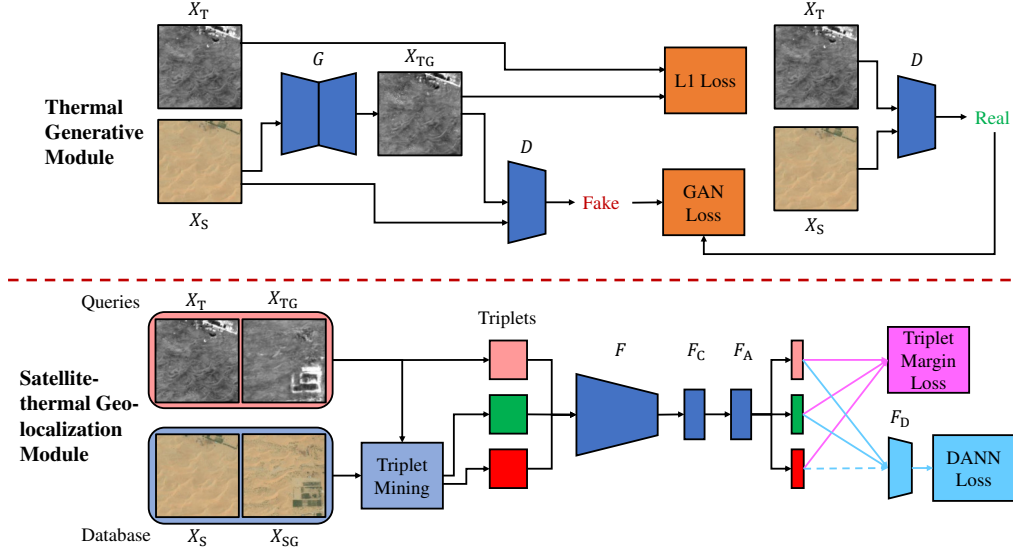 X_T
G
X_TG
L1 Loss
X_T
D
Thermal
Generative
Module
Real
D
X_S
Fake
GAN
Loss
X_S
Queries
X_T
X_TG
Triplets
F
F_C
F_A
Triplet
Margin
Loss
Satellite-
thermal Geo-
localization
Module
F_D
Triplet
Mining
DANN
Loss
Database
X_S
X_SG